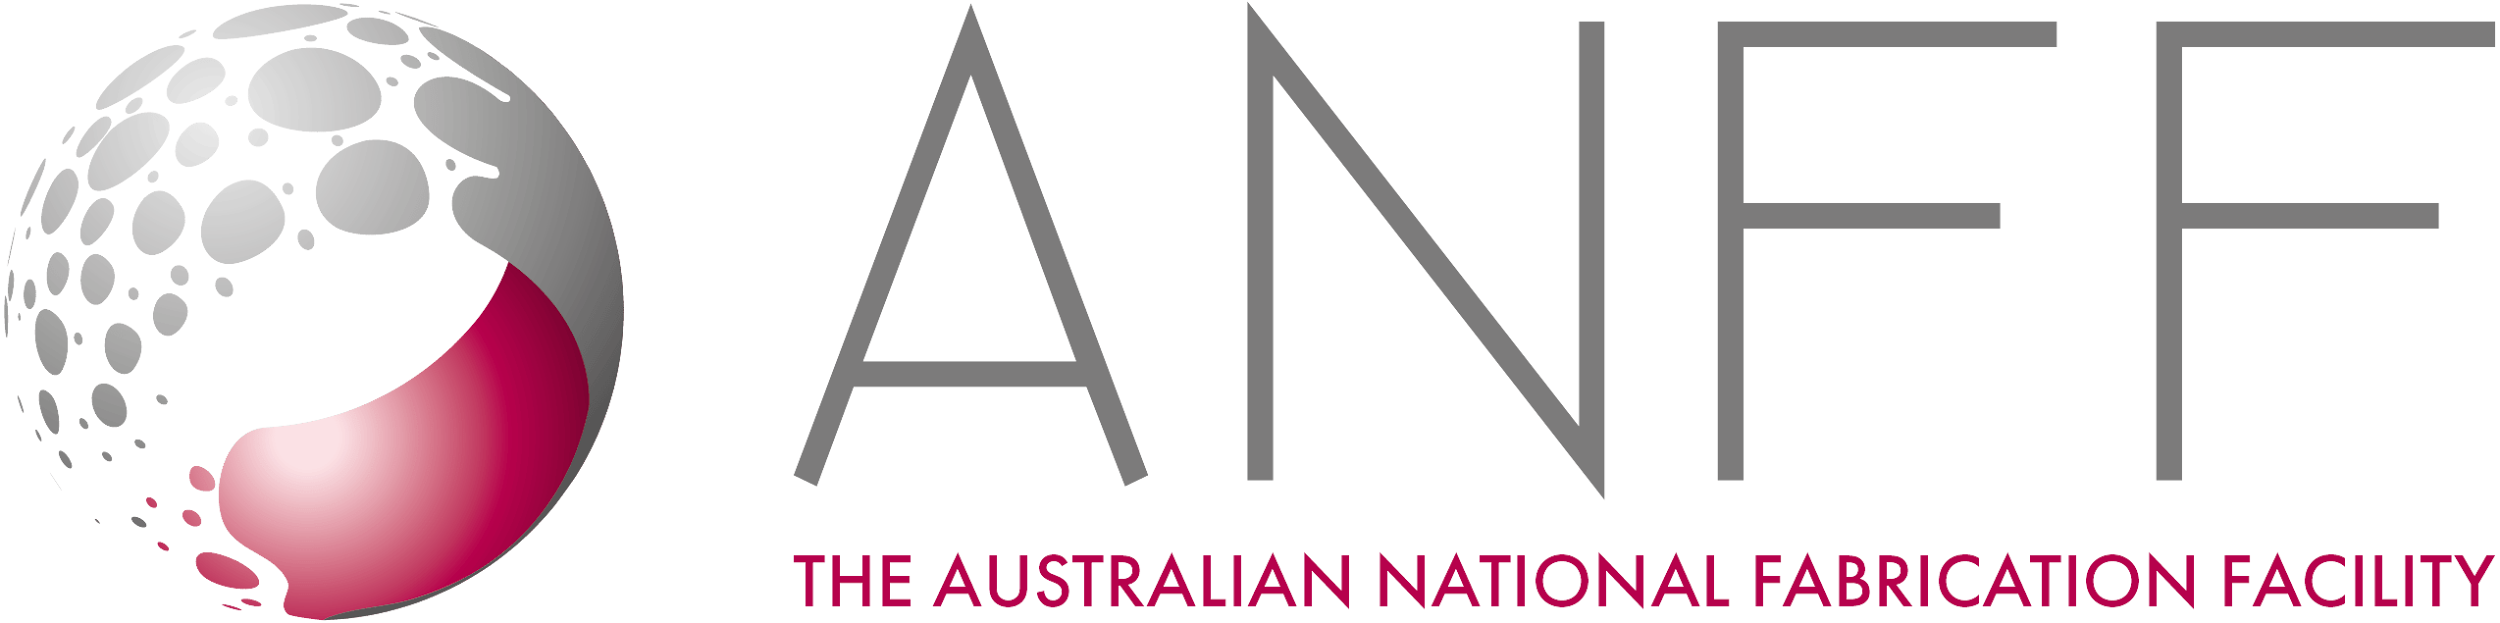 ANFF
THE AUSTRALIAN NATIONAL FABRICATION FACILITY